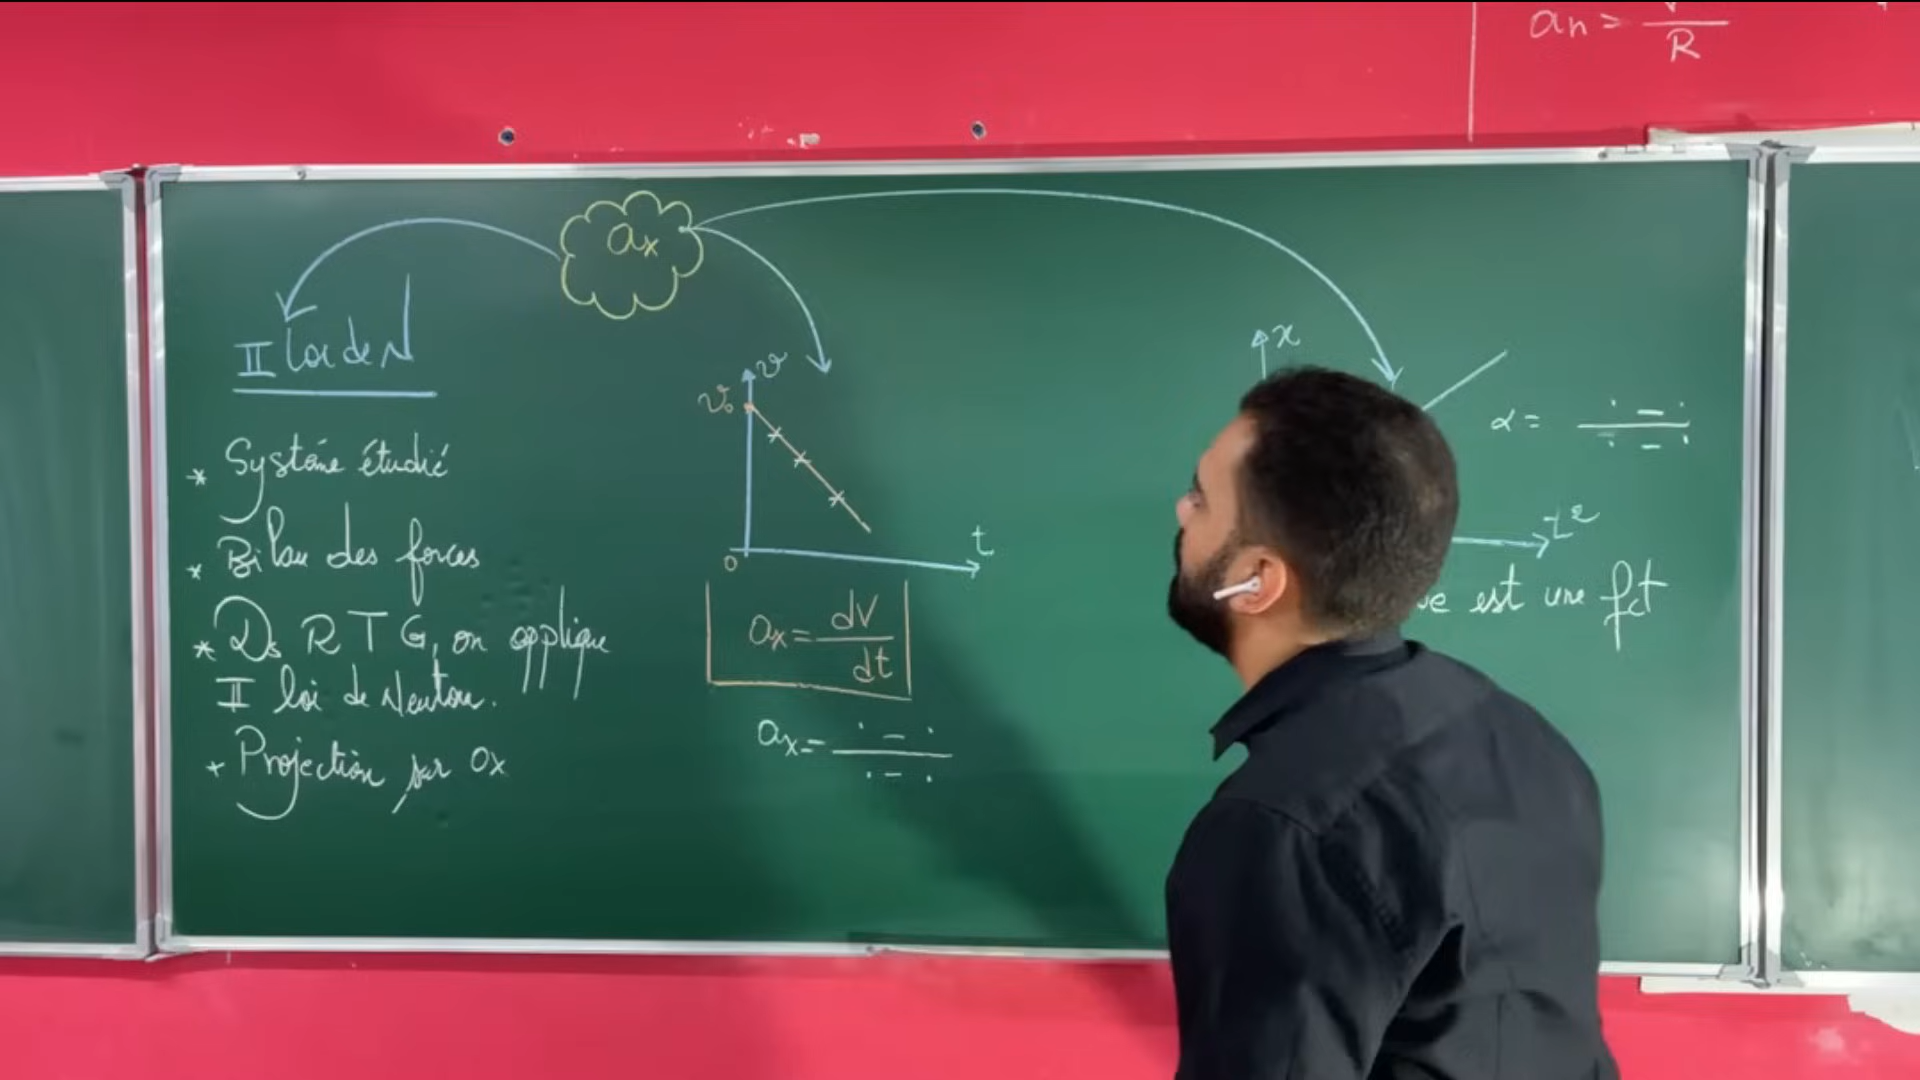 an = V / R
ax
II Loi de N
* Système étudié
* Bilan des forces
* Ds R T G, on applique
II loi de Newton.
* Projection sur Ox
v
v₀
t
0
ax = dV / dt
ax = . - . / . - .
x
α = . - . / . - .
t²
est une fct